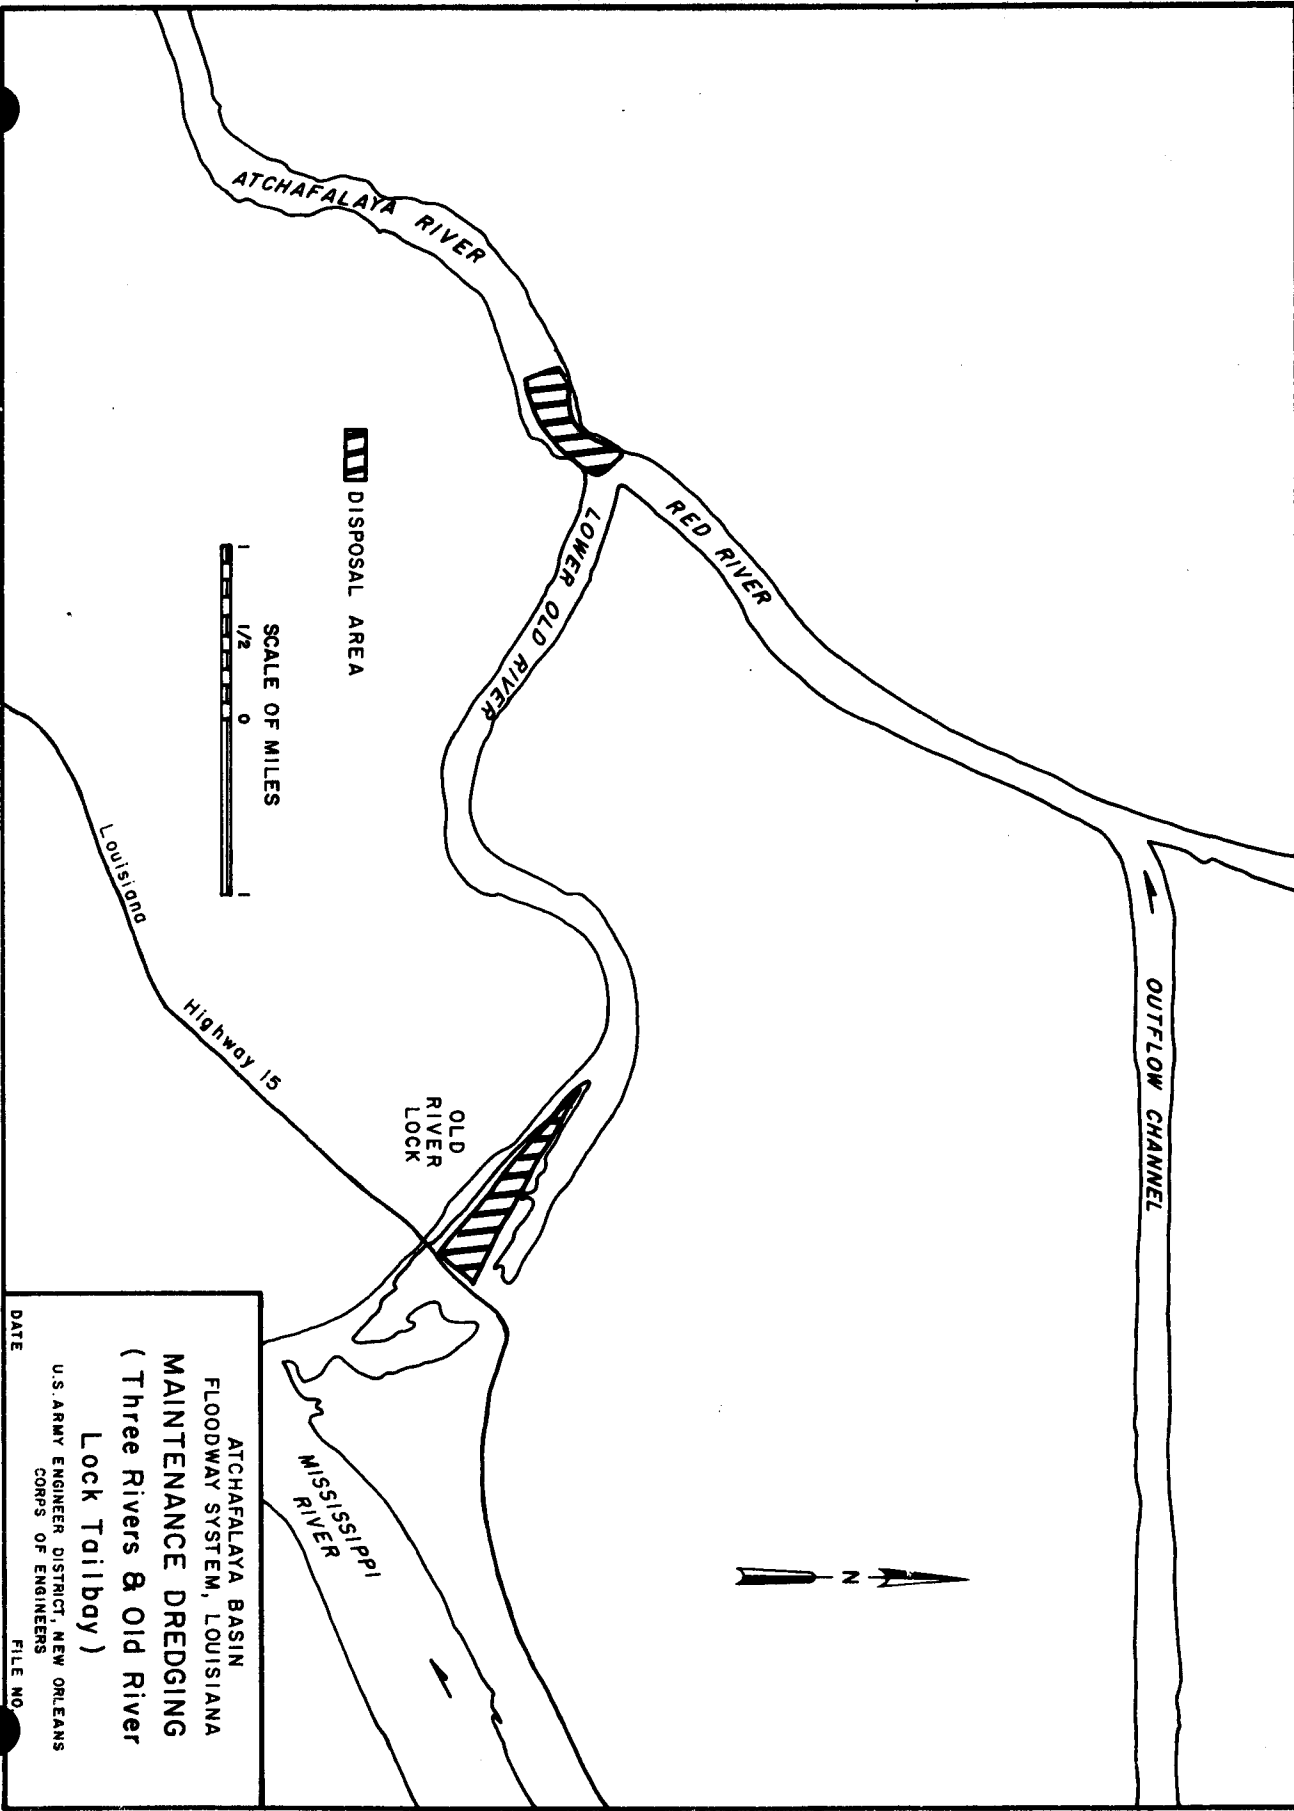 OUTFLOW CHANNEL
RED RIVER
ATCHAFALAYA RIVER
LOWER OLD RIVER
N
DISPOSAL AREA
SCALE OF MILES
1 1/2 0 1
OLD
RIVER
LOCK
Louisiana Highway 15
MISSISSIPPI
RIVER
ATCHAFALAYA BASIN
FLOODWAY SYSTEM, LOUISIANA
MAINTENANCE DREDGING
(Three Rivers & Old River
Lock Tailbay)
U.S. ARMY ENGINEER DISTRICT, NEW ORLEANS
CORPS OF ENGINEERS
DATE FILE NO.